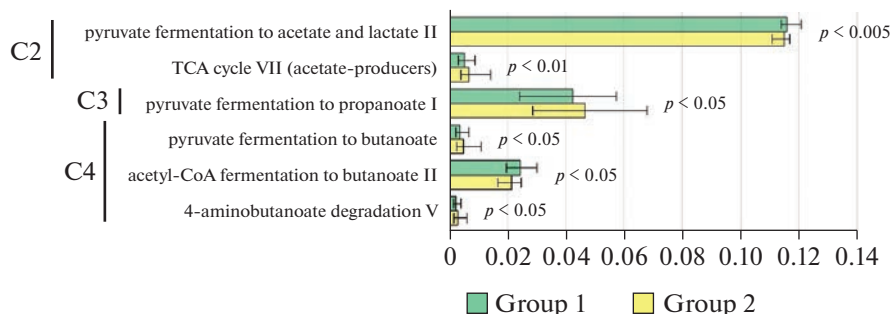 C2
pyruvate fermentation to acetate and lactate II
p < 0.005
TCA cycle VII (acetate-producers)
p < 0.01
C3
pyruvate fermentation to propanoate I
p < 0.05
C4
pyruvate fermentation to butanoate
p < 0.05
acetyl-CoA fermentation to butanoate II
p < 0.05
4-aminobutanoate degradation V
p < 0.05
0 0.02 0.04 0.06 0.08 0.10 0.12 0.14
Group 1 Group 2